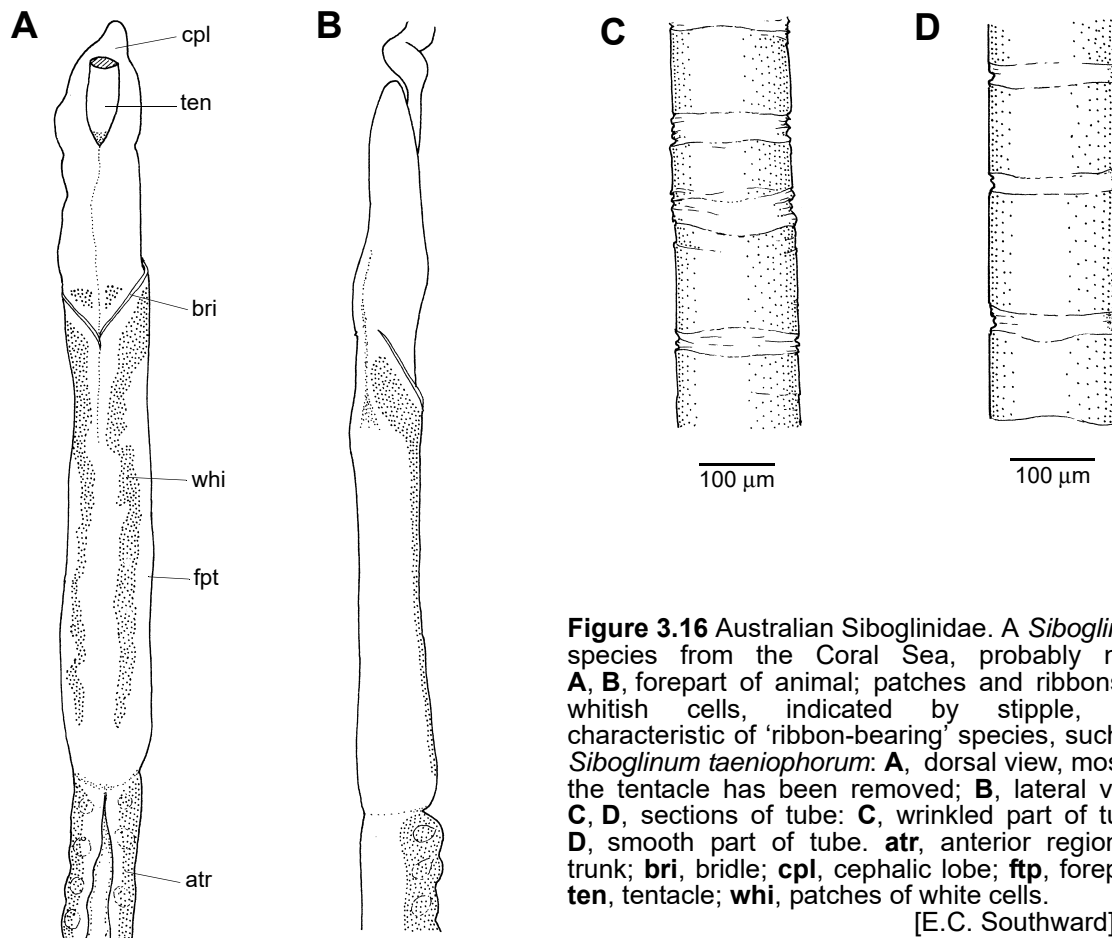 A
B
C
D
cpl
ten
bri
whi
fpt
atr
100 μm
100 μm
Figure 3.16 Australian Siboglinidae. A
species from the Coral Sea, probably
A, B, forepart of animal; patches and ribbons
whitish cells, indicated by stipple,
characteristic of ‘ribbon-bearing’ species, such
Siboglinum taeniophorum: A, dorsal view,
the tentacle has been removed; B, lateral
C, D, sections of tube: C, wrinkled part of
D, smooth part of tube. atr, anterior region
trunk; bri, bridle; cpl, cephalic lobe; ftp,
ten, tentacle; whi, patches of white cells.
[E.C. Southward]